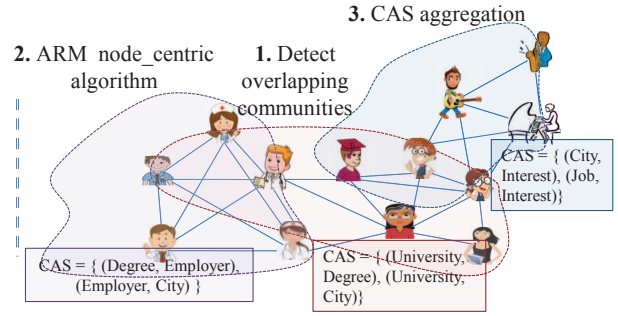 3. CAS aggregation
2. ARM node_centric
algorithm
1. Detect
overlapping
communities
CAS = { (City,
Interest), (Job,
Interest)}
CAS = { (Degree, Employer),
(Employer, City) }
CAS = { (University,
Degree), (University,
City)}